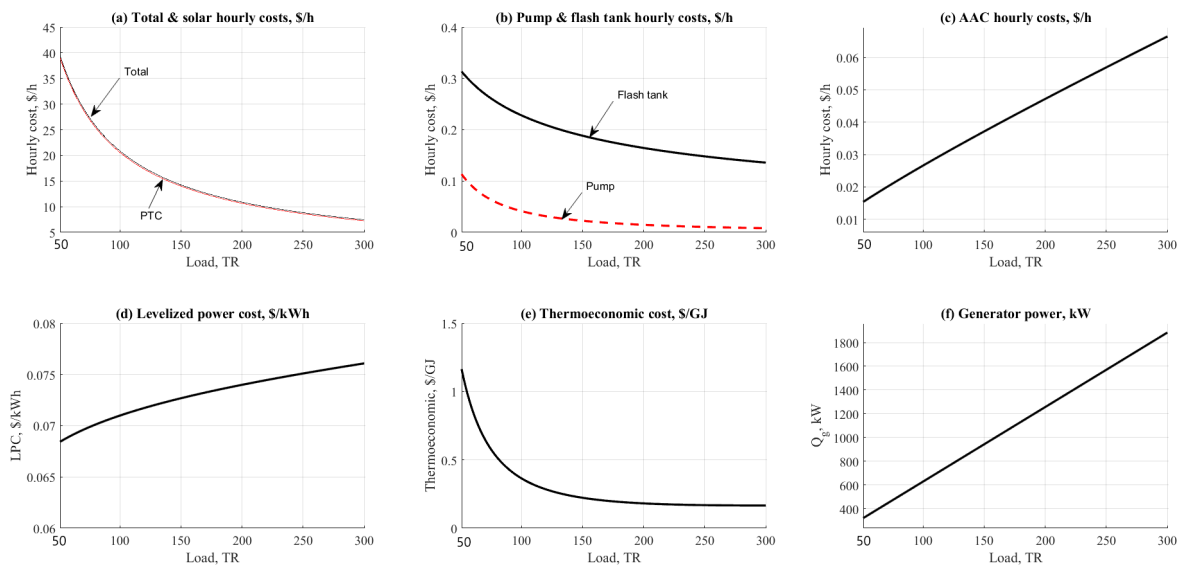 (a) Total & solar hourly costs, $/h
45
40
35
30
25
20
15
10
5
Hourly cost, $/h
Total
PTC
50 100 150 200 250 300
Load, TR
(b) Pump & flash tank hourly costs, $/h
0.4
0.3
0.2
0.1
0
Hourly cost, $/h
Flash tank
Pump
50 100 150 200 250 300
Load, TR
(c) AAC hourly costs, $/h
0.06
0.05
0.04
0.03
0.02
0.01
Hourly cost, $/h
50 100 150 200 250 300
Load, TR
(d) Levelized power cost, $/kWh
0.08
0.075
0.07
0.065
0.06
LPC, $/kWh
50 100 150 200 250 300
Load, TR
(e) Thermoeconomic cost, $/GJ
1.5
1
0.5
0
Thermoeconomic, $/GJ
50 100 150 200 250 300
Load, TR
(f) Generator power, kW
1800
1600
1400
1200
1000
800
600
400
Qg, kW
50 100 150 200 250 300
Load, TR